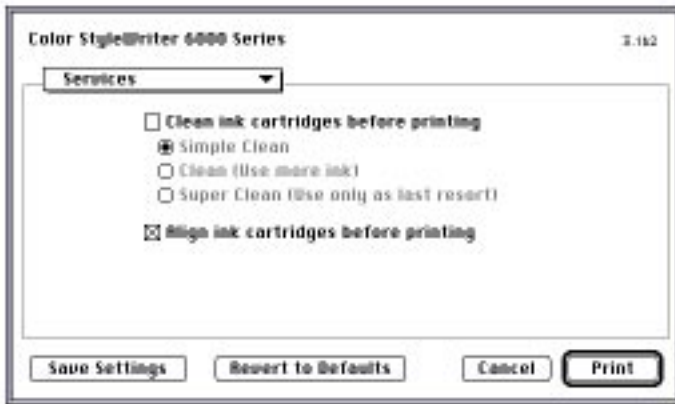 Color StyleWriter 6000 Series
3.1b2
Services
Clean ink cartridges before printing
Simple Clean
Clean (Use more ink)
Super Clean (Use only as last resort)
Align ink cartridges before printing
Save Settings
Revert to Defaults
Cancel
Print